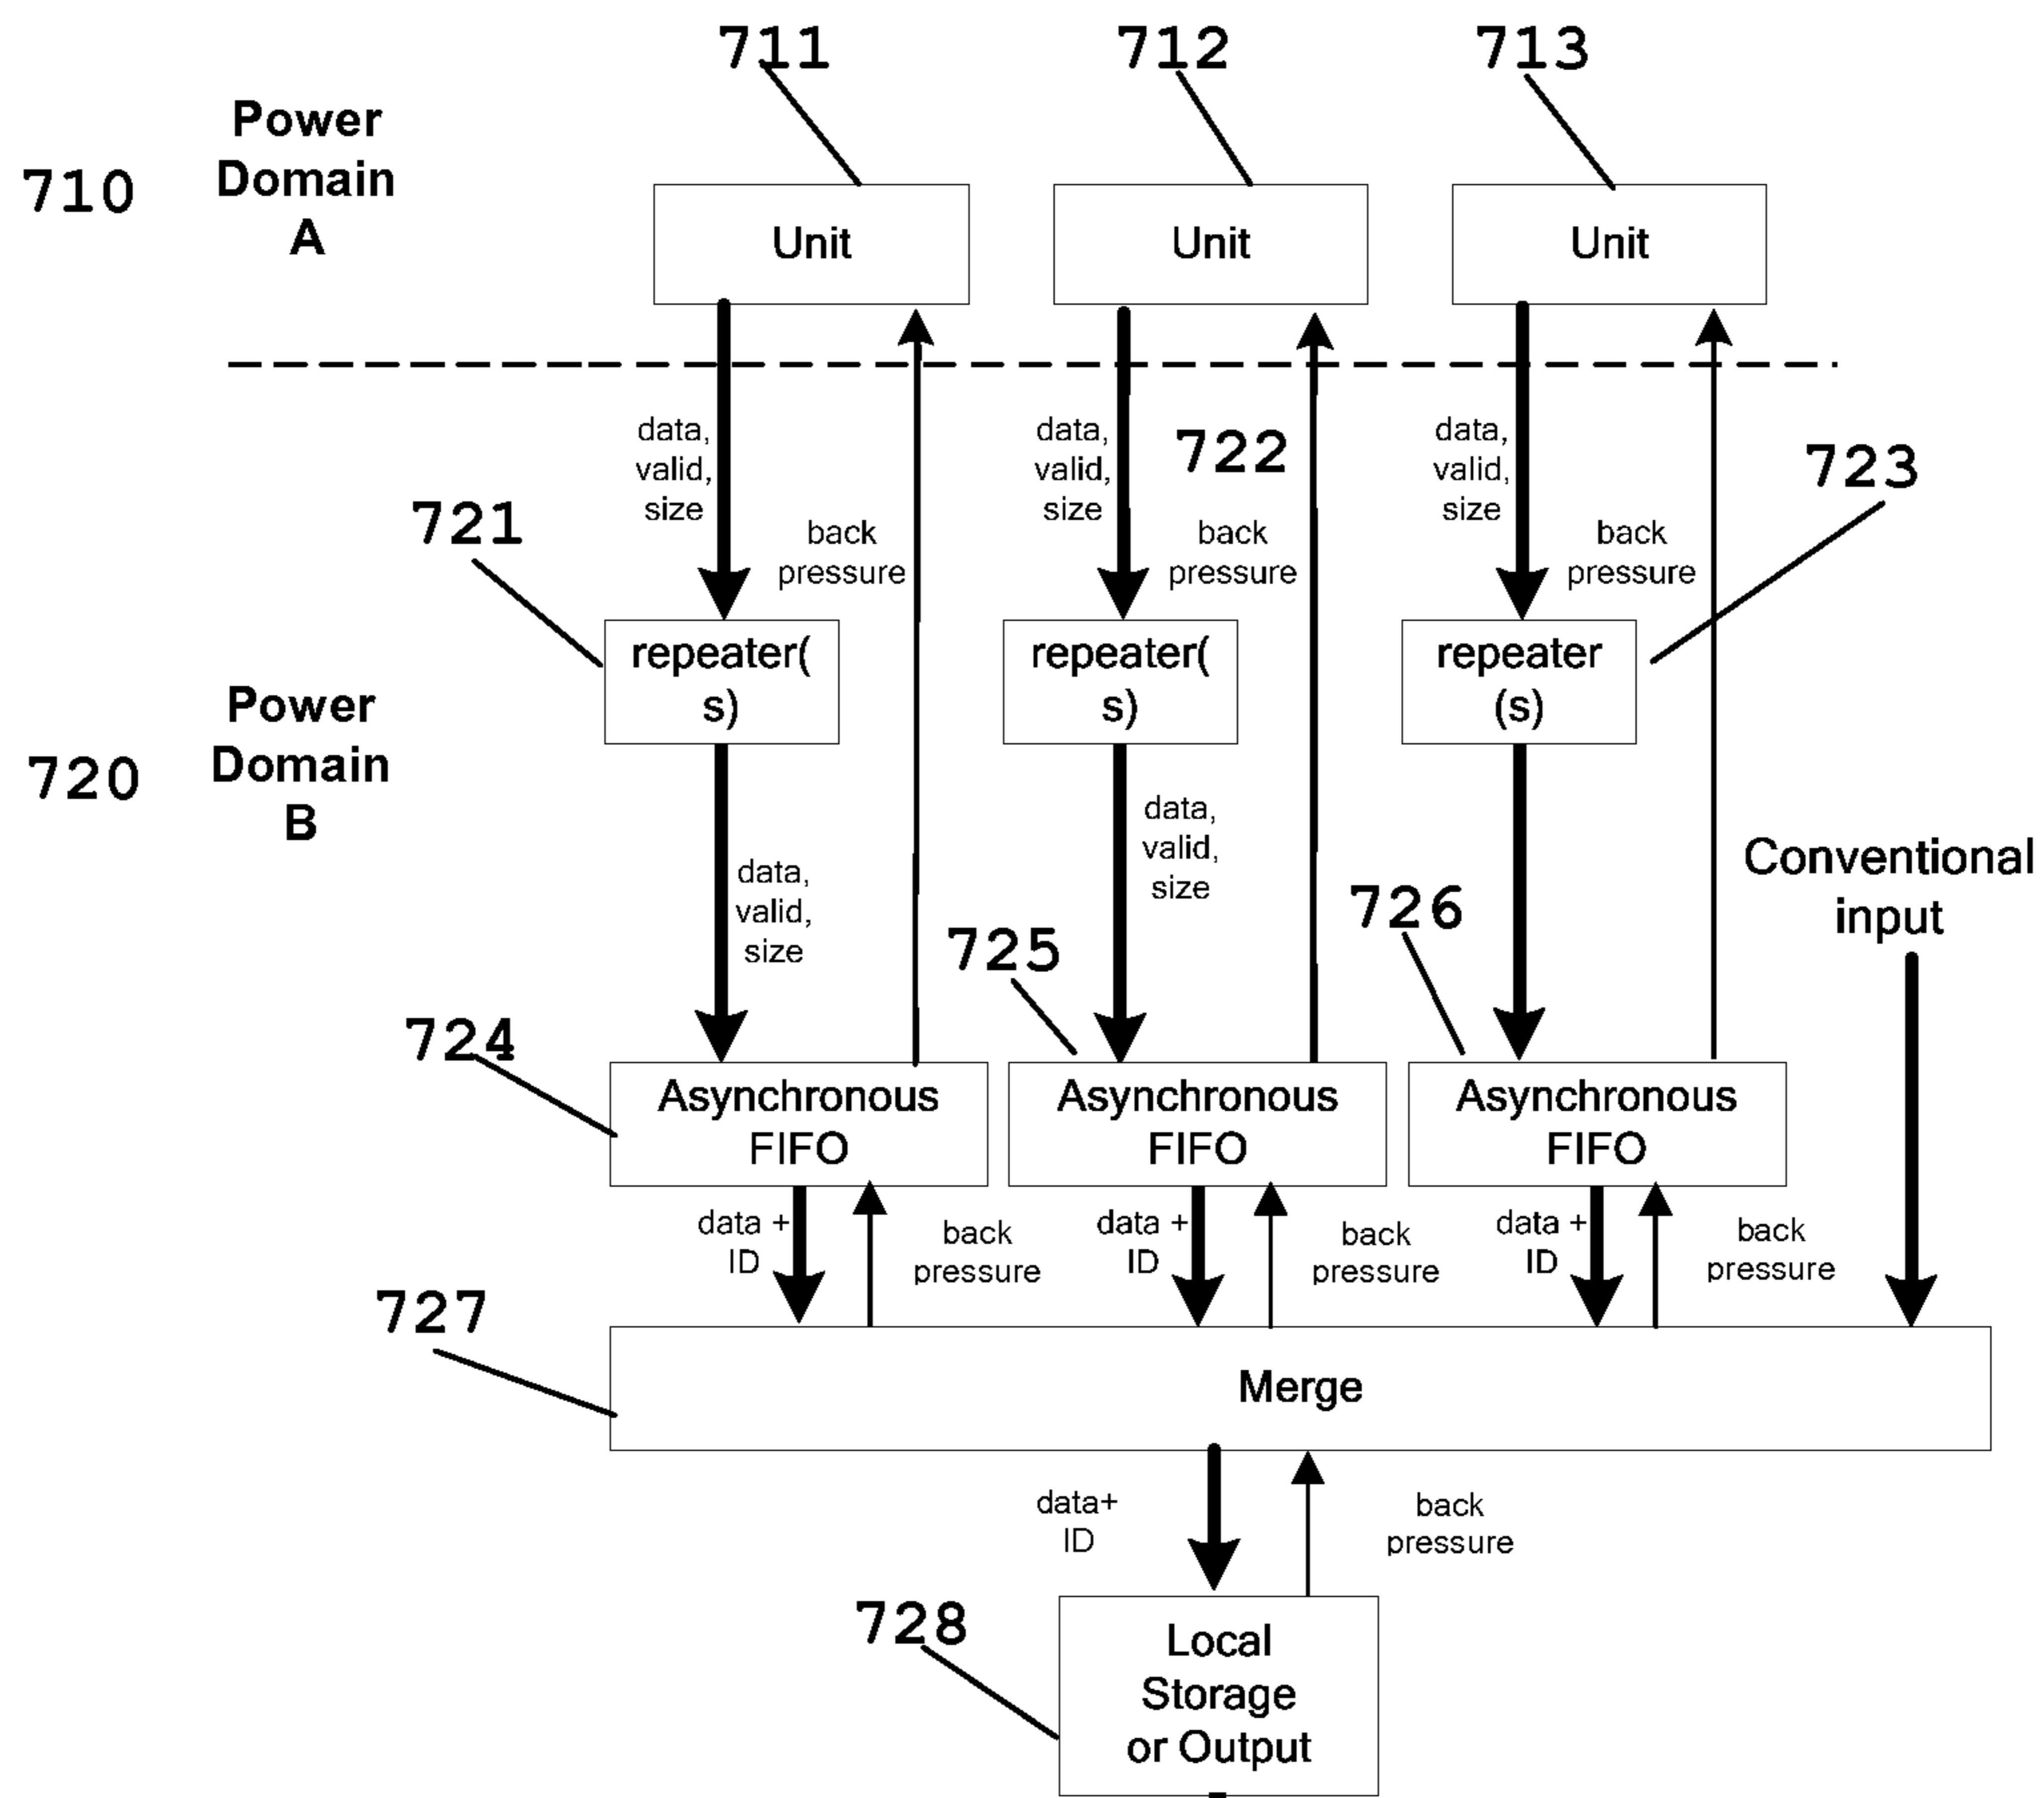 711
712
713
710
Power
Domain
A
Unit
Unit
Unit
data,
valid,
size
data,
valid,
size
722
data,
valid,
size
723
721
back
pressure
back
pressure
back
pressure
repeater(
s)
repeater(
s)
repeater
(s)
720
Power
Domain
B
data,
valid,
size
data,
valid,
size
Conventional
input
724
725
726
Asynchronous
FIFO
Asynchronous
FIFO
Asynchronous
FIFO
data +
ID
back
pressure
data +
ID
back
pressure
data +
ID
back
pressure
727
Merge
data+
ID
back
pressure
728
Local
Storage
or Output